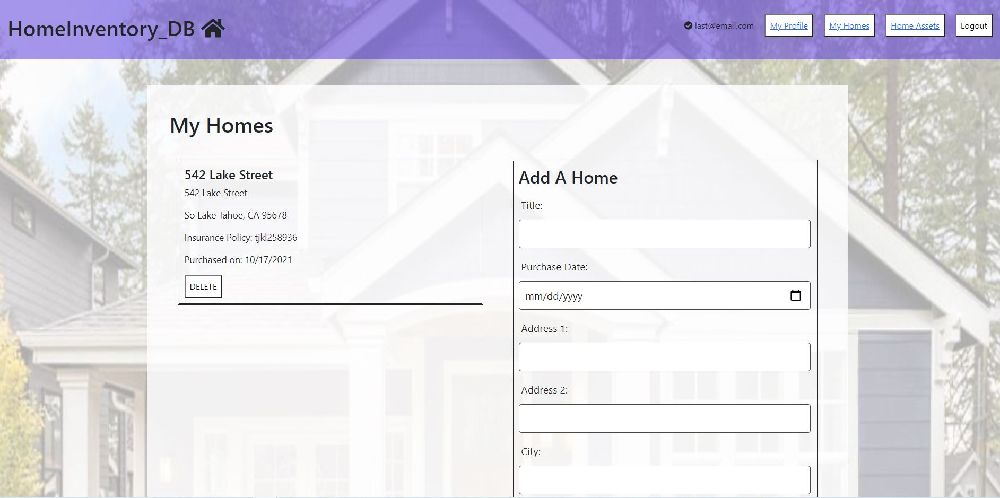 HomeInventory_DB
last@email.com My Profile My Homes Home Assets Logout
My Homes
542 Lake Street
542 Lake Street
So Lake Tahoe, CA 95678
Insurance Policy: tjkl258936
Purchased on: 10/17/2021
DELETE
Add A Home
Title:
Purchase Date:
mm/dd/yyyy
Address 1:
Address 2:
City: